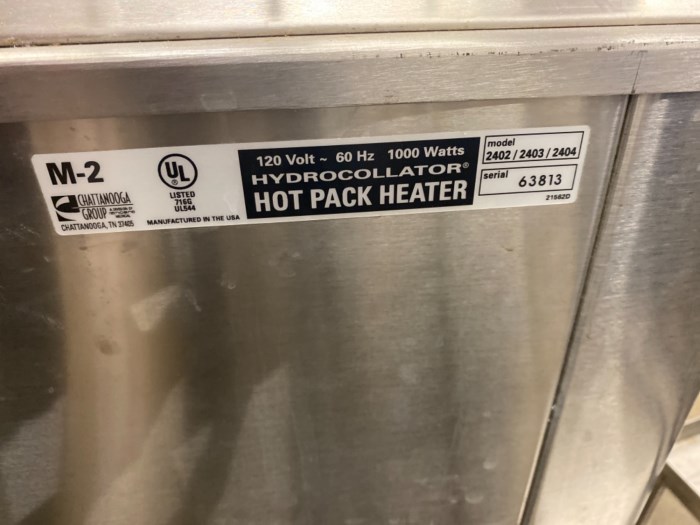 M-2
CHATTANOOGA
GROUP
CHATTANOOGA, TN 37405
UL
LISTED
716G
UL544
MANUFACTURED IN THE USA
120 Volt ~ 60 Hz 1000 Watts
HYDROCOLLATOR®
HOT PACK HEATER
model
2402 / 2403 / 2404
serial
63813
21562D